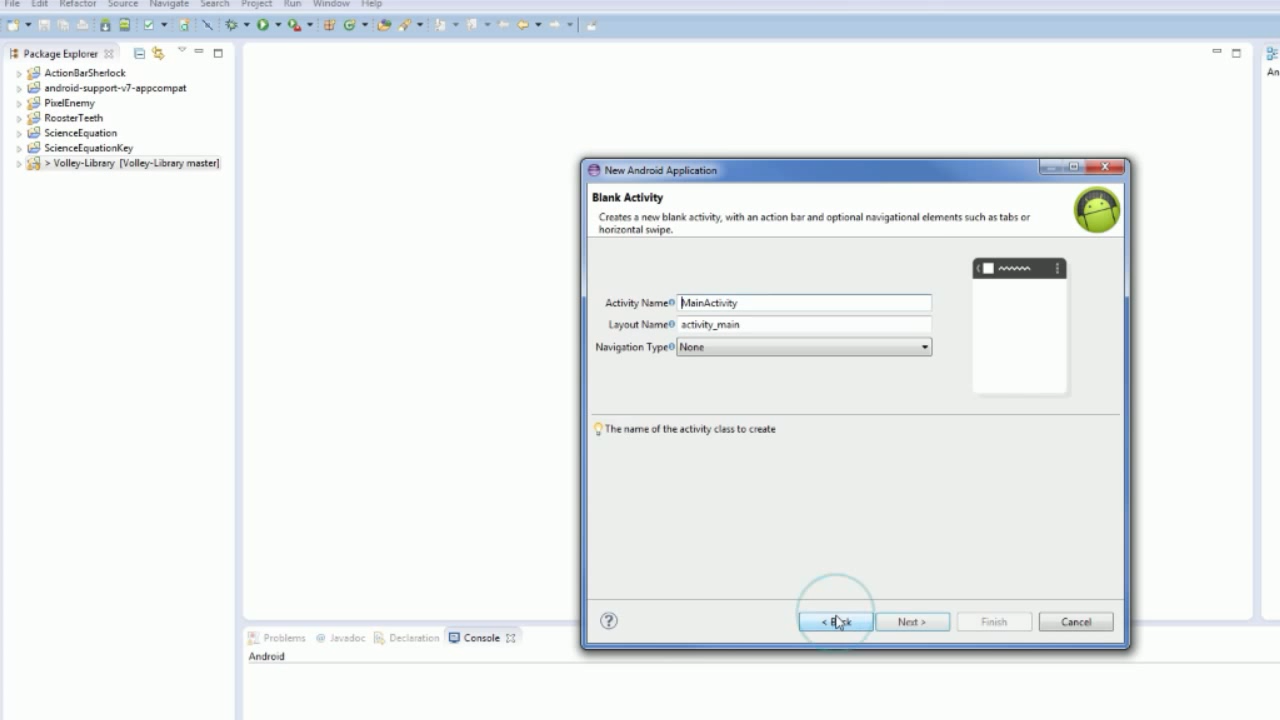 File Edit Refactor Source Navigate Search Project Run Window Help
Package Explorer
ActionBarSherlock
android-support-v7-appcompat
PixelEnemy
RoosterTeeth
ScienceEquation
ScienceEquationKey
> Volley-Library [Volley-Library master]
New Android Application
Blank Activity
Creates a new blank activity, with an action bar and optional navigational elements such as tabs or
horizontal swipe.
Activity Name MainActivity
Layout Name activity_main
Navigation Type None
The name of the activity class to create
< Back Next > Finish Cancel
Problems @ Javadoc Declaration Console
Android
An